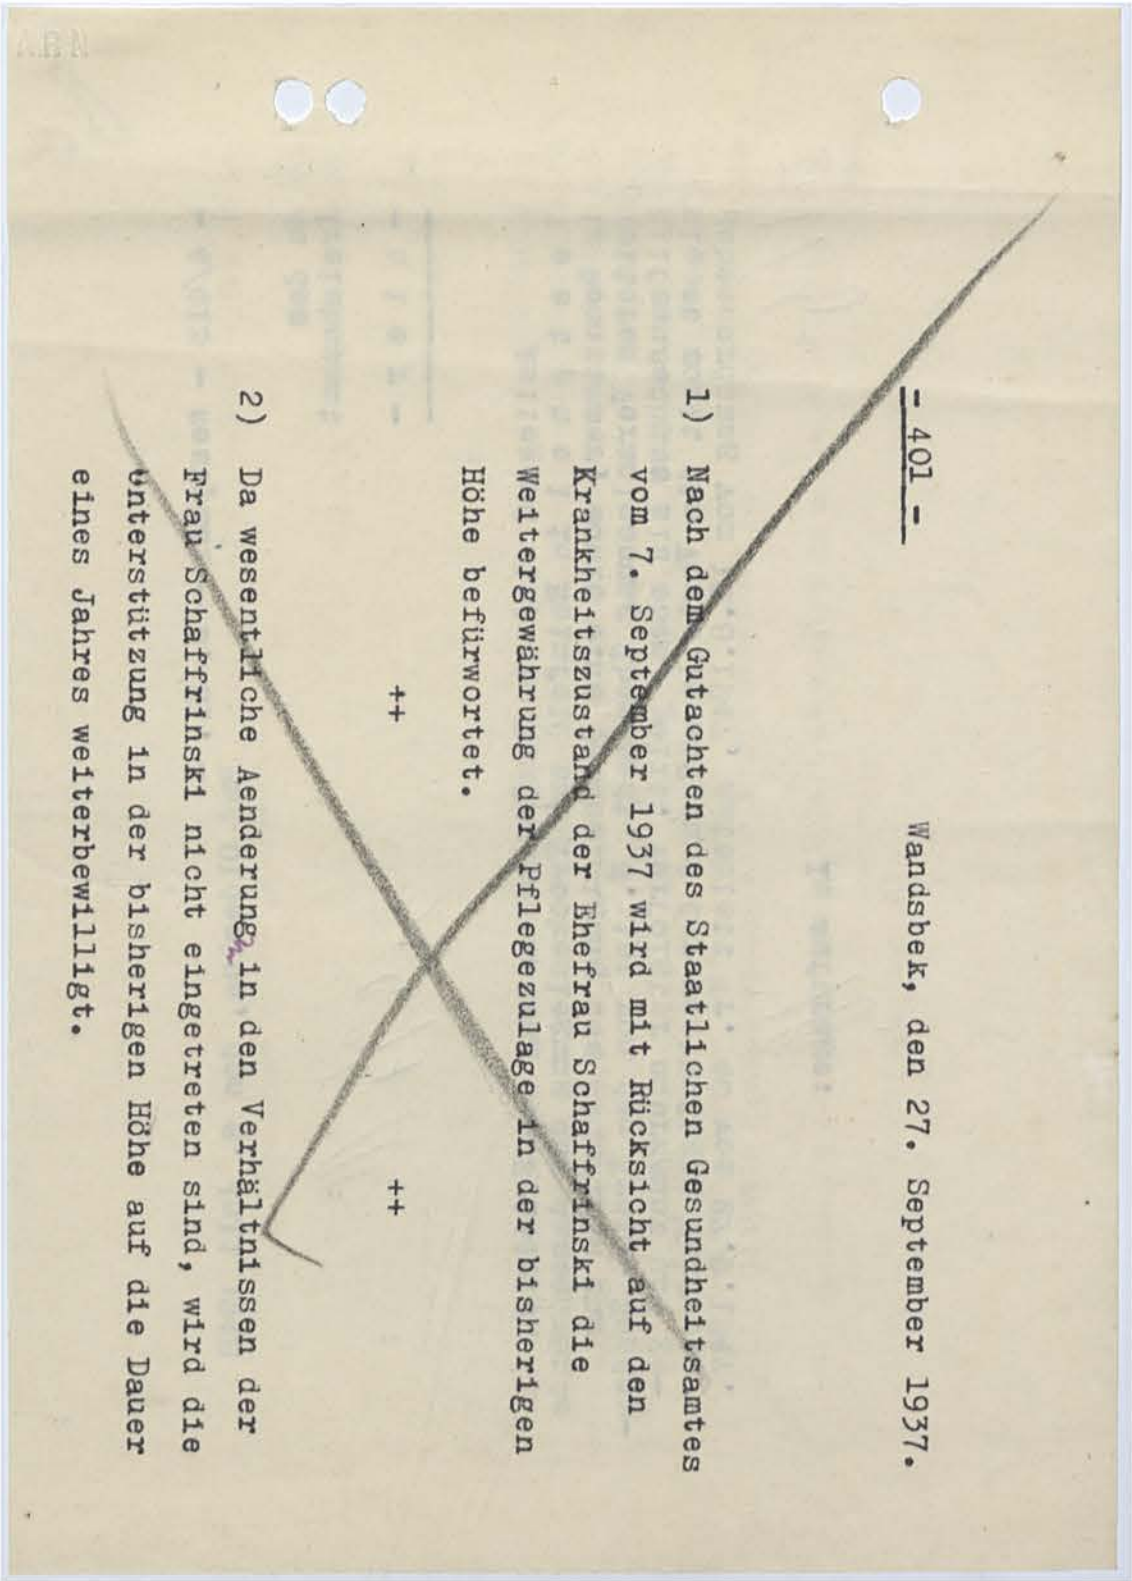 - 401 -
Wandsbek, den 27. September 1937.
1) Nach dem Gutachten des Staatlichen Gesundheitsamtes
vom 7. September 1937 wird mit Rücksicht auf den
Krankheitszustand der Ehefrau Schaffrinski die
Weitergewährung der Pflegezulage in der bisherigen
Höhe befürwortet.
++ ++
2) Da wesentliche Aenderung in den Verhältnissen der
Frau Schaffrinski nicht eingetreten sind, wird die
Unterstützung in der bisherigen Höhe auf die Dauer
eines Jahres weiterbewilligt.